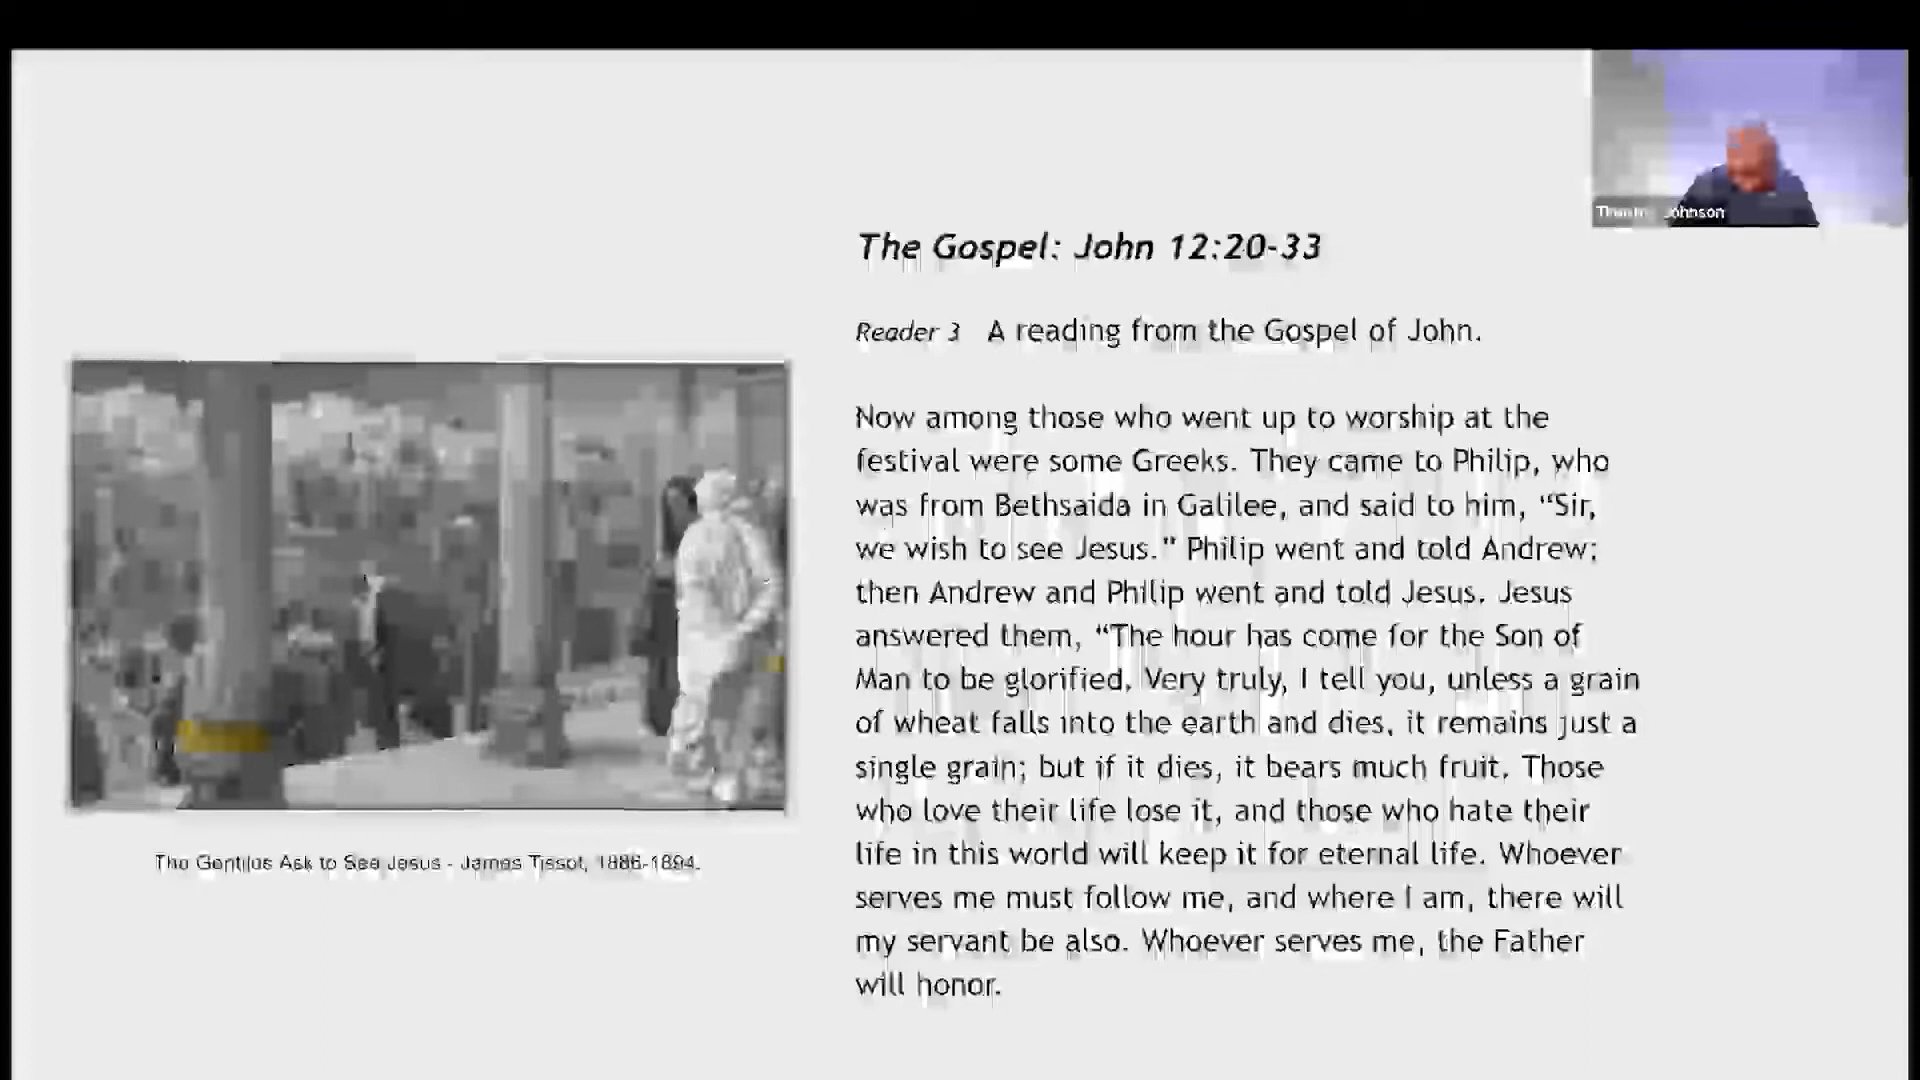 Johnson
The Gospel: John 12:20-33
Reader 3 A reading from the Gospel of John.
Now among those who went up to worship at the
festival were some Greeks. They came to Philip, who
was from Bethsaida in Galilee, and said to him, “Sir,
we wish to see Jesus.” Philip went and told Andrew;
then Andrew and Philip went and told Jesus. Jesus
answered them, “The hour has come for the Son of
Man to be glorified. Very truly, I tell you, unless a grain
of wheat falls into the earth and dies, it remains just a
single grain; but if it dies, it bears much fruit. Those
who love their life lose it, and those who hate their
life in this world will keep it for eternal life. Whoever
serves me must follow me, and where I am, there will
my servant be also. Whoever serves me, the Father
will honor.
The Gentiles Ask to See Jesus - James Tissot, 1886-1894.